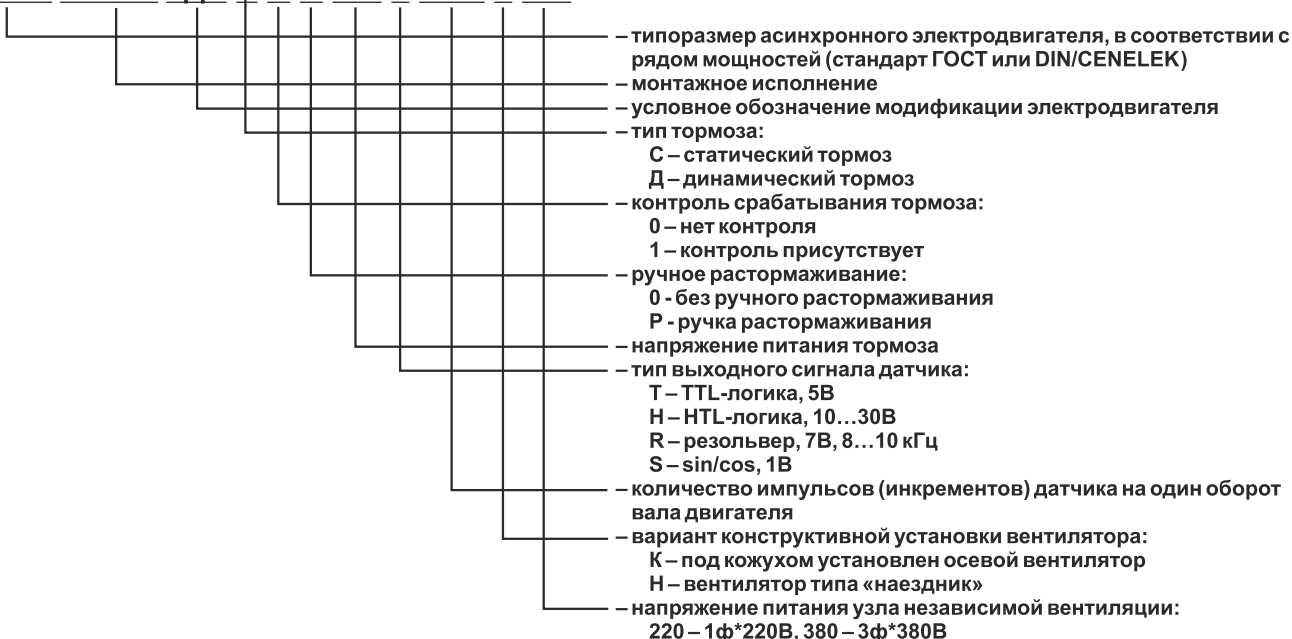 – типоразмер асинхронного электродвигателя, в соответствии с
рядом мощностей (стандарт ГОСТ или DIN/CENELEK)
– монтажное исполнение
– условное обозначение модификации электродвигателя
– тип тормоза:
С – статический тормоз
Д – динамический тормоз
– контроль срабатывания тормоза:
0 – нет контроля
1 – контроль присутствует
– ручное растормаживание:
0 - без ручного растормаживания
Р - ручка растормаживания
– напряжение питания тормоза
– тип выходного сигнала датчика:
T – TTL-логика, 5В
H – HTL-логика, 10...30В
R – резольвер, 7В, 8...10 кГц
S – sin/cos, 1В
– количество импульсов (инкрементов) датчика на один оборот
вала двигателя
– вариант конструктивной установки вентилятора:
К – под кожухом установлен осевой вентилятор
Н – вентилятор типа «наездник»
– напряжение питания узла независимой вентиляции:
220 – 1ф*220В, 380 – 3ф*380В